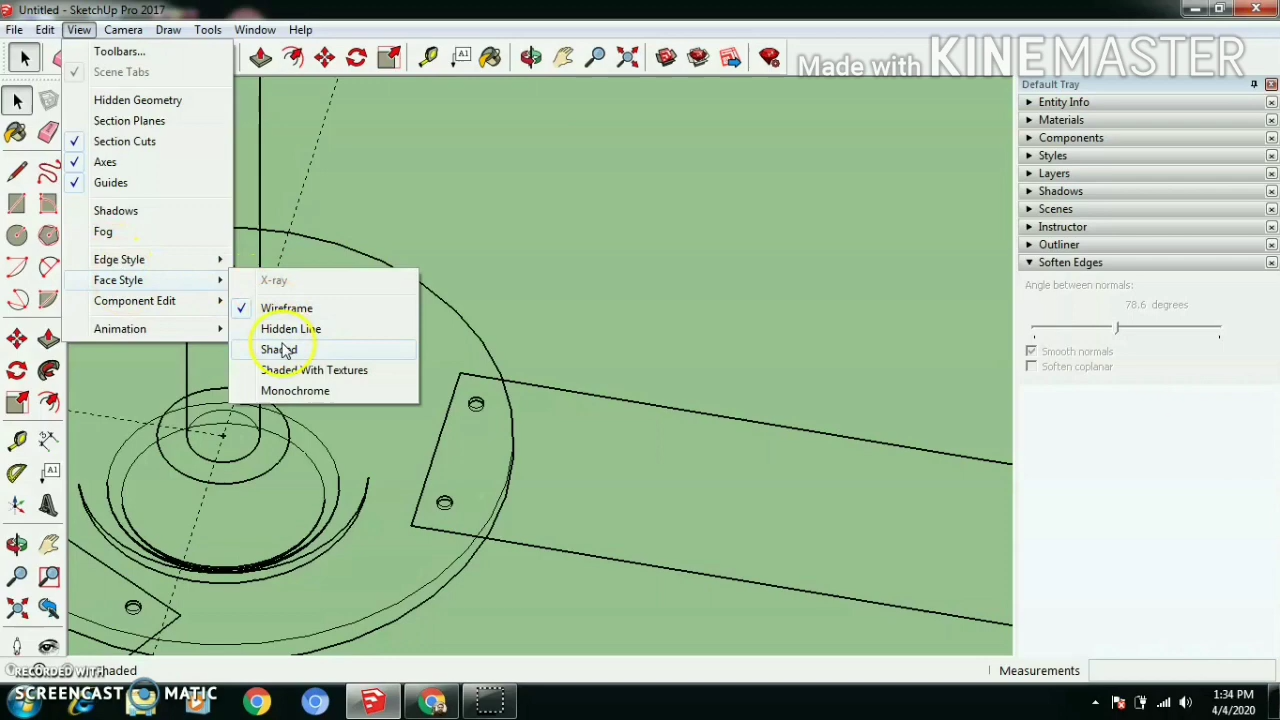 Untitled - SketchUp Pro 2017
File Edit View Camera Draw Tools Window Help
Made with KINEMASTER
Toolbars...
Scene Tabs
Hidden Geometry
Section Planes
Section Cuts
Axes
Guides
Shadows
Fog
Edge Style
Face Style
Component Edit
Animation
X-ray
Wireframe
Hidden Line
Shaded
Shaded With Textures
Monochrome
A1
A1
Default Tray
Entity Info
Materials
Components
Styles
Layers
Shadows
Scenes
Instructor
Outliner
Soften Edges
Angle between normals:
78.6 degrees
Smooth normals
Soften coplanar
Measurements
RECORDED WITH
SCREENCAST MATIC
1:34 PM
4/4/2020